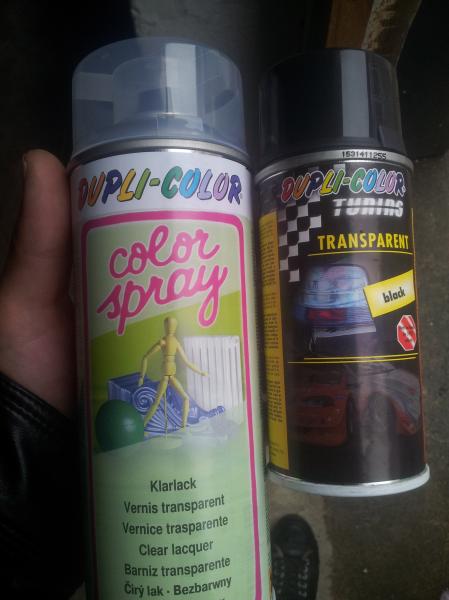 DUPLI-COLOR
color
spray
Klarlack
Vernis transparent
Vernice trasparente
Clear lacquer
Barniz transparente
Čirý lak - Bezbarwny
1531411255
DUPLI-COLOR
TUNING
TRANSPARENT
black